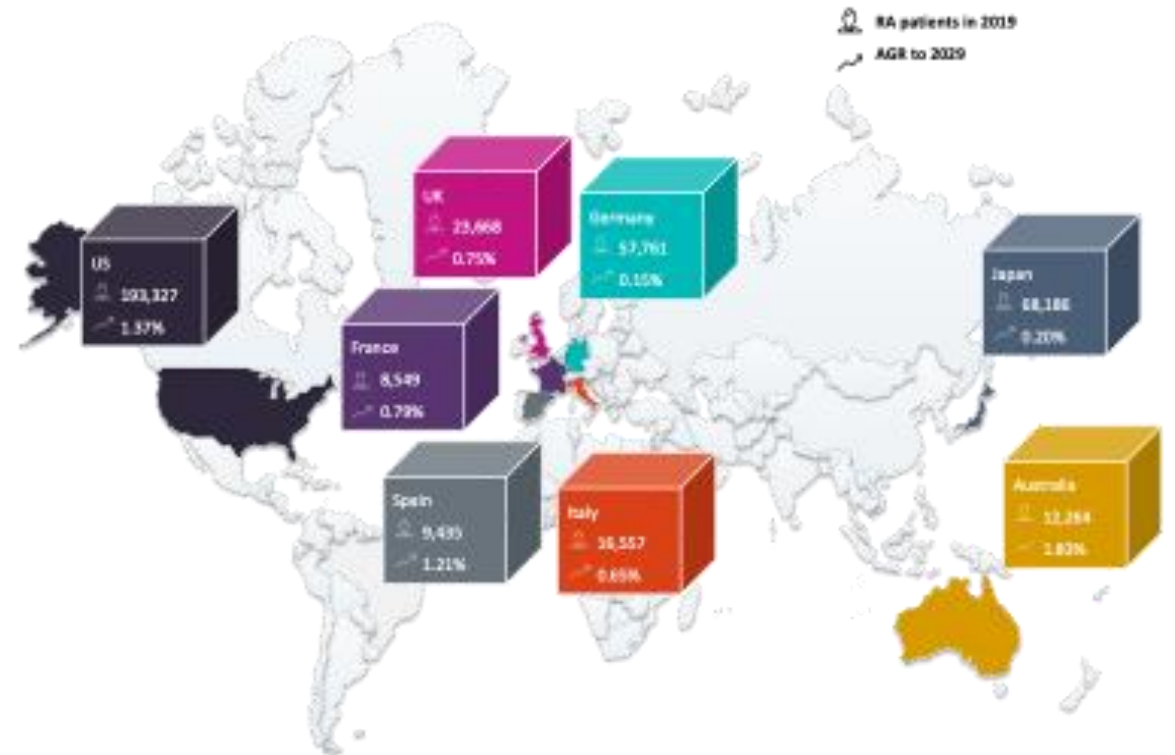 RA patients in 2019
AGR to 2029
UK
23,668
0.75%
Germany
57,761
0.15%
US
193,327
1.37%
Japan
68,186
0.20%
France
8,549
0.79%
Spain
9,435
1.21%
Italy
16,557
0.65%
Australia
12,264